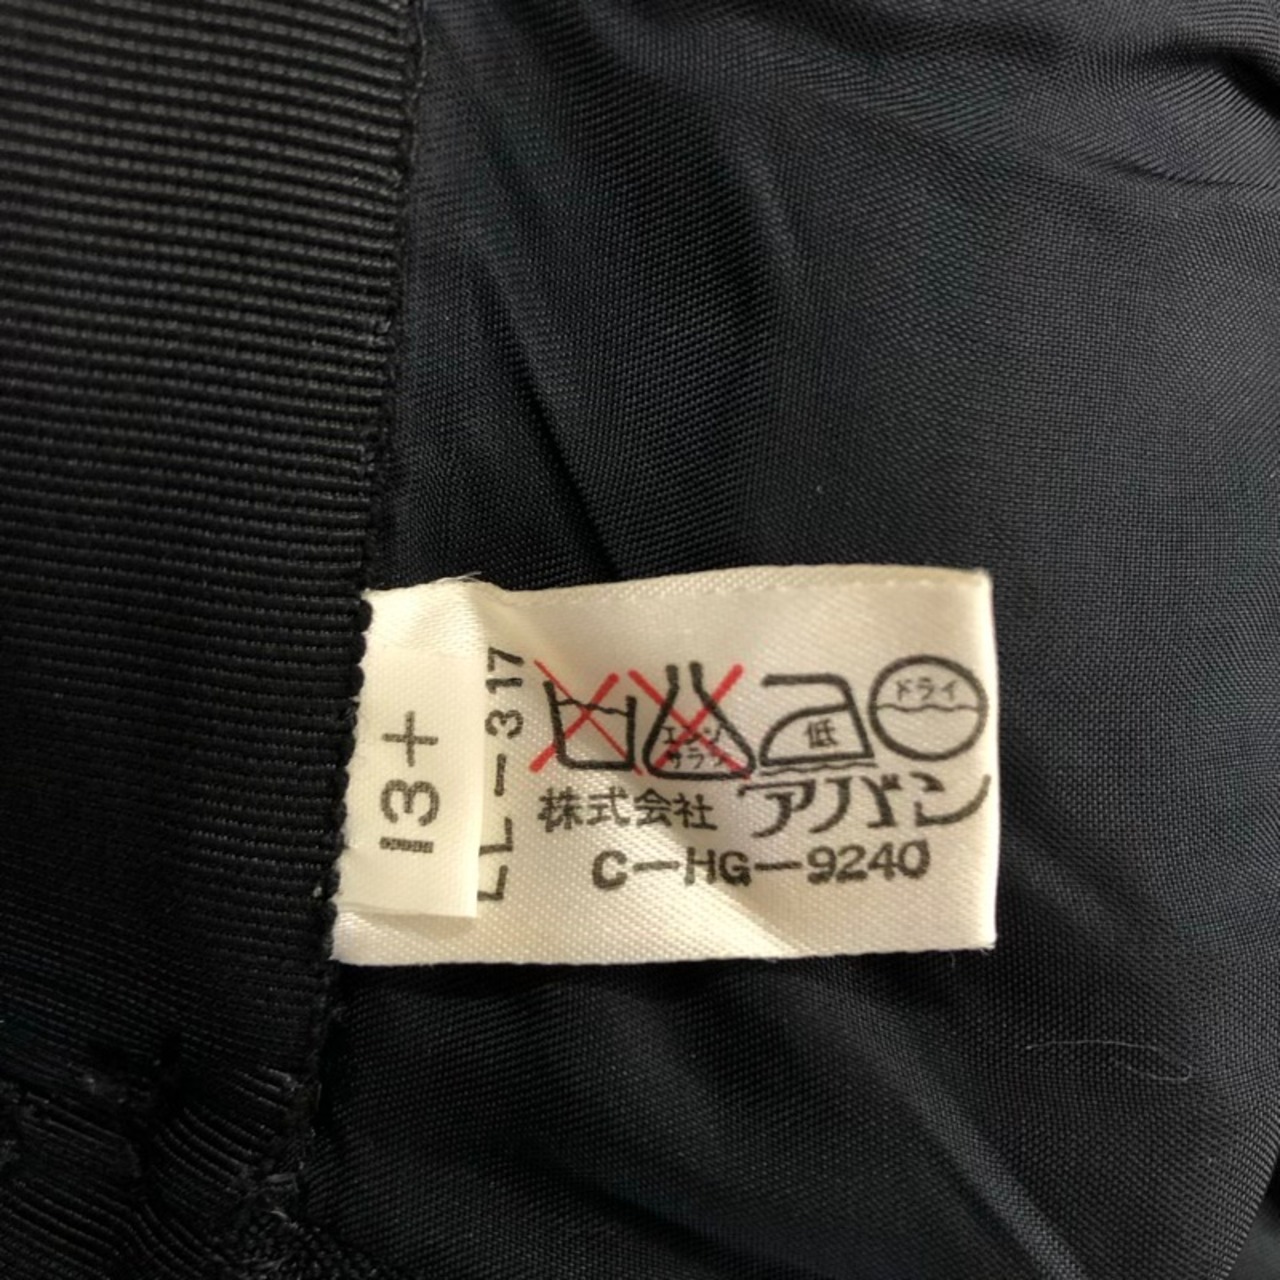 13+
LL-317
エンソ
サラシ
低
ドライ
株式会社 アバン
C-HG-9240